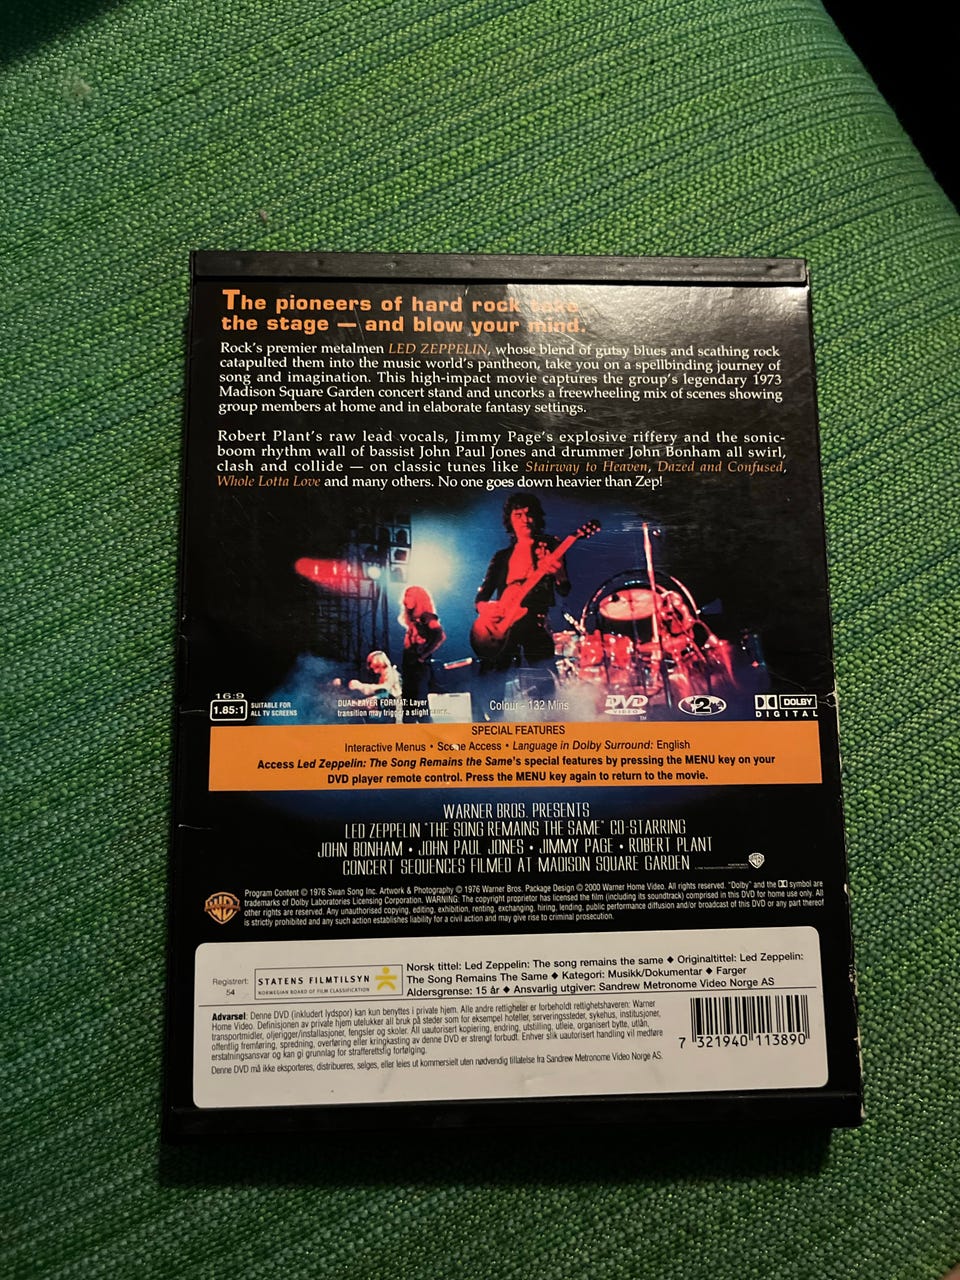 The pioneers of hard rock take
the stage — and blow your mind.
Rock's premier metalmen LED ZEPPELIN, whose blend of gutsy blues and scathing rock
catapulted them into the music world's pantheon, take you on a spellbinding journey of
song and imagination. This high-impact movie captures the group's legendary 1973
Madison Square Garden concert stand and uncorks a freewheeling mix of scenes showing
group members at home and in elaborate fantasy settings.
Robert Plant's raw lead vocals, Jimmy Page's explosive riffery and the sonic-
boom rhythm wall of bassist John Paul Jones and drummer John Bonham all swirl,
clash and collide — on classic tunes like Stairway to Heaven, Dazed and Confused,
Whole Lotta Love and many others. No one goes down heavier than Zep!
16:9
1.85:1
SUITABLE FOR
ALL TV SCREENS
DUAL-LAYER FORMAT: Layer
transition may trigger a slight
Colour - 132 Mins
DVD
VIDEO
TM
2
DOLBY
DIGITAL
SPECIAL FEATURES
Interactive Menus • Scene Access • Language in Dolby Surround: English
Access Led Zeppelin: The Song Remains the Same's special features by pressing the MENU key on your
DVD player remote control. Press the MENU key again to return to the movie.
WARNER BROS. PRESENTS
LED ZEPPELIN "THE SONG REMAINS THE SAME" CO-STARRING
JOHN BONHAM • JOHN PAUL JONES • JIMMY PAGE • ROBERT PLANT
CONCERT SEQUENCES FILMED AT MADISON SQUARE GARDEN
Program Content © 1976 Swan Song Inc. Artwork & Photography © 1976 Warner Bros. Package Design © 2000 Warner Home Video. All rights reserved. "Dolby" and the symbol are
trademarks of Dolby Laboratories Licensing Corporation. WARNING: The copyright proprietor has licensed the film (including its soundtrack) comprised in this DVD for home use only. All
other rights are reserved. Any unauthorised copying, editing, exhibition, renting, exchanging, hiring, lending, public performance diffusion and/or broadcast of this DVD or any part thereof
is strictly prohibited and any such action establishes liability for a civil action and may give rise to criminal prosecution.
Registrert:
54
STATENS FILMTILSYN
NORWEGIAN BOARD OF FILM CLASSIFICATION
Norsk tittel: Led Zeppelin: The song remains the same ◆ Originaltittel: Led Zeppelin:
The Song Remains The Same ◆ Kategori: Musikk/Dokumentar ◆ Farger
Aldersgrense: 15 år ◆ Ansvarlig utgiver: Sandrew Metronome Video Norge AS
Advarsel: Denne DVD (inkludert lydspor) kan kun benyttes i private hjem. Alle andre rettigheter er forbeholdt rettighetshaveren: Warner
Home Video. Definisjonen av private hjem utelukker all bruk på steder som for eksempel hoteller, serveringssteder, sykehus, institusjoner,
transportmidler, oljerigger/installasjoner, fengsler og skoler. All uautorisert kopiering, endring, utstilling, utleie, organisert bytte, utlån,
offentlig fremføring, spredning, overføring eller kringkasting av denne DVD er strengt forbudt. Enhver slik uautorisert handling vil medføre
erstatningsansvar og kan gi grunnlag for strafferettslig forfølging.
Denne DVD må ikke eksporteres, distribueres, selges, eller leies ut kommersielt uten nødvendig tillatelse fra Sandrew Metronome Video Norge AS.
7 321940 113890